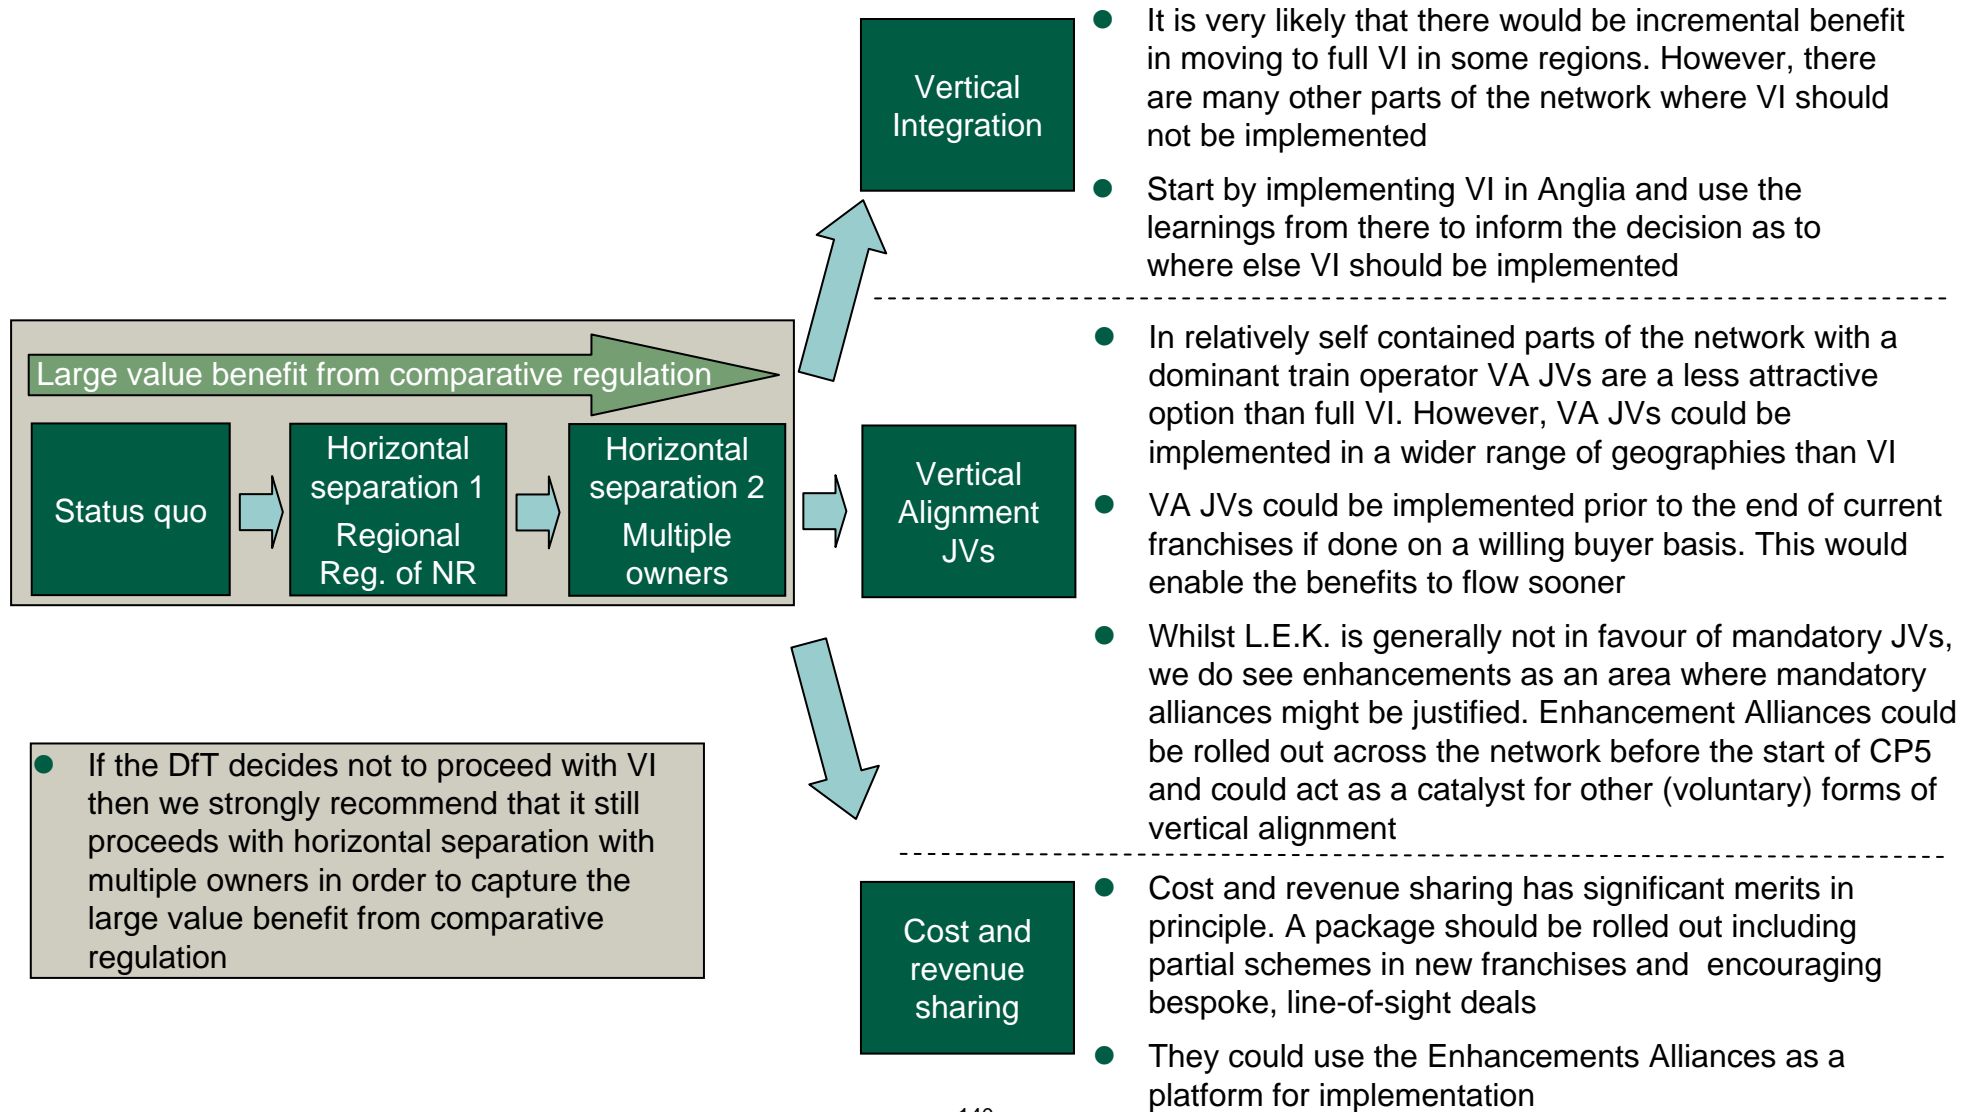 Vertical
Integration
● It is very likely that there would be incremental benefit
in moving to full VI in some regions. However, there
are many other parts of the network where VI should
not be implemented
● Start by implementing VI in Anglia and use the
learnings from there to inform the decision as to
where else VI should be implemented
Large value benefit from comparative regulation
Status quo
Horizontal
separation 1
Regional
Reg. of NR
Horizontal
separation 2
Multiple
owners
Vertical
Alignment
JVs
● In relatively self contained parts of the network with a
dominant train operator VA JVs are a less attractive
option than full VI. However, VA JVs could be
implemented in a wider range of geographies than VI
● VA JVs could be implemented prior to the end of current
franchises if done on a willing buyer basis. This would
enable the benefits to flow sooner
● Whilst L.E.K. is generally not in favour of mandatory JVs,
we do see enhancements as an area where mandatory
alliances might be justified. Enhancement Alliances could
be rolled out across the network before the start of CP5
and could act as a catalyst for other (voluntary) forms of
vertical alignment
● If the DfT decides not to proceed with VI
then we strongly recommend that it still
proceeds with horizontal separation with
multiple owners in order to capture the
large value benefit from comparative
regulation
Cost and
revenue
sharing
● Cost and revenue sharing has significant merits in
principle. A package should be rolled out including
partial schemes in new franchises and encouraging
bespoke, line-of-sight deals
● They could use the Enhancements Alliances as a
platform for implementation